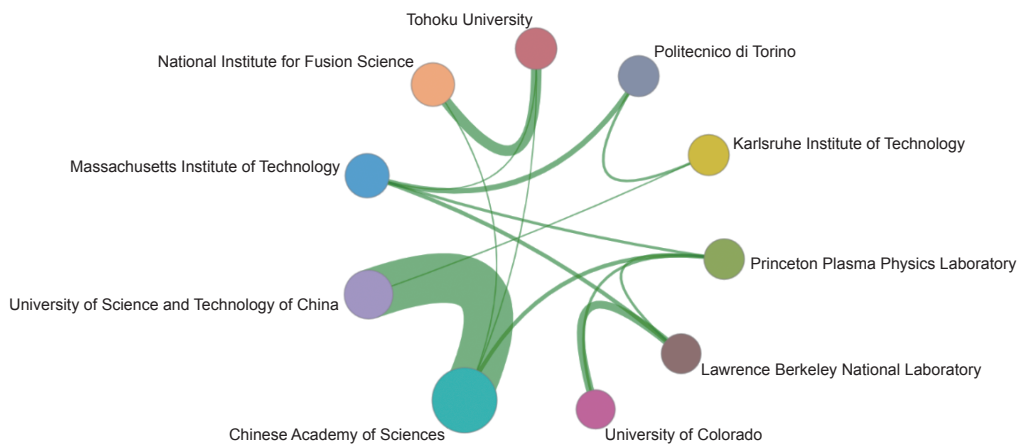 Tohoku University
Politecnico di Torino
National Institute for Fusion Science
Karlsruhe Institute of Technology
Massachusetts Institute of Technology
Princeton Plasma Physics Laboratory
University of Science and Technology of China
Lawrence Berkeley National Laboratory
Chinese Academy of Sciences
University of Colorado